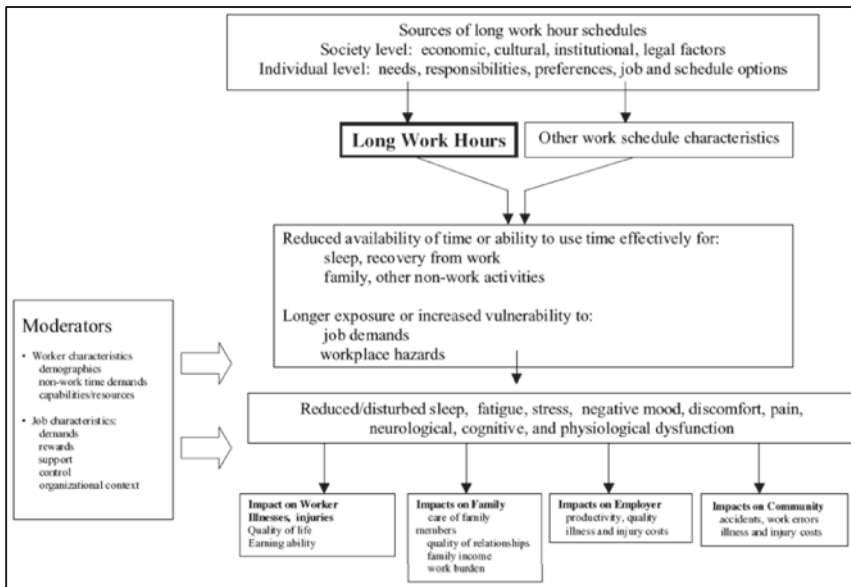 Sources of long work hour schedules
Society level: economic, cultural, institutional, legal factors
Individual level: needs, responsibilities, preferences, job and schedule options
Long Work Hours
Other work schedule characteristics
Reduced availability of time or ability to use time effectively for:
sleep, recovery from work
family, other non-work activities
Longer exposure or increased vulnerability to:
job demands
workplace hazards
Moderators
• Worker characteristics
demographics
non-work time demands
capabilities/resources
• Job characteristics:
demands
rewards
support
control
organizational context
Reduced/disturbed sleep, fatigue, stress, negative mood, discomfort, pain,
neurological, cognitive, and physiological dysfunction
Impact on Worker
Illnesses, injuries
Quality of life
Earning ability
Impacts on Family
care of family
members
quality of relationships
family income
work burden
Impacts on Employer
productivity, quality
illness and injury costs
Impacts on Community
accidents, work errors
illness and injury costs